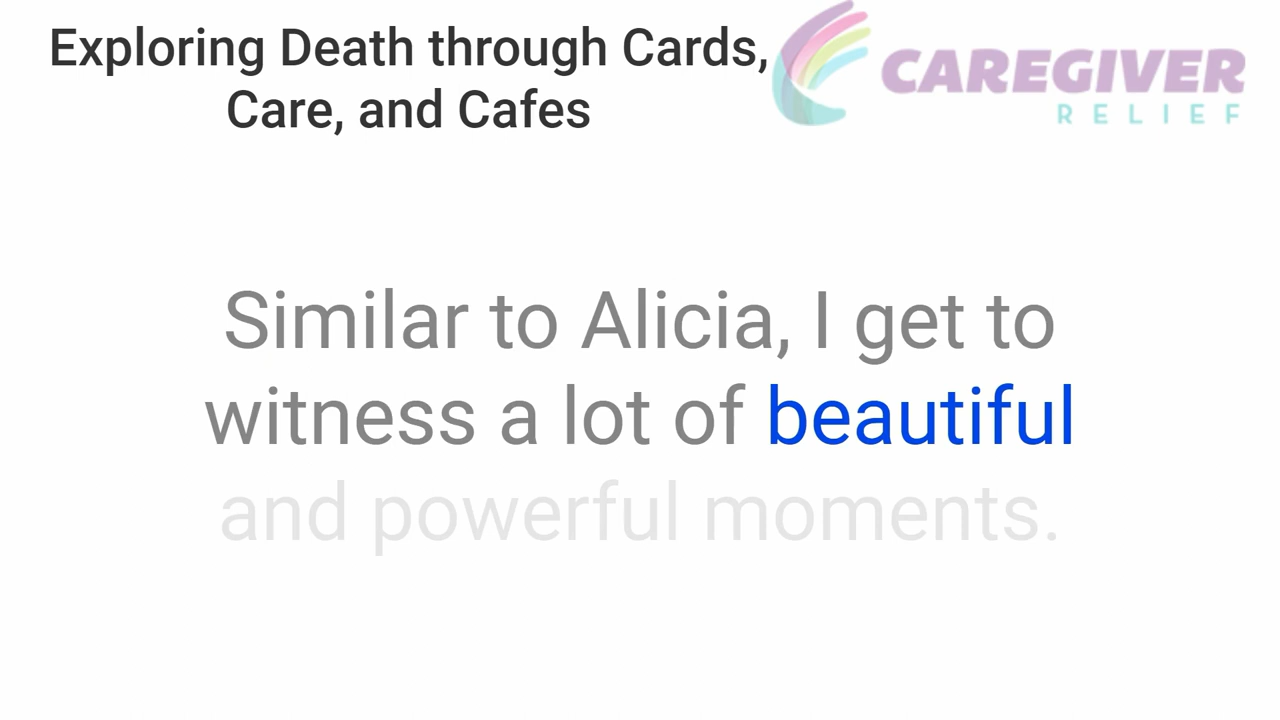 Exploring Death through Cards,
Care, and Cafes
CAREGIVER
RELIEF
Similar to Alicia, I get to
witness a lot of beautiful
and powerful moments.